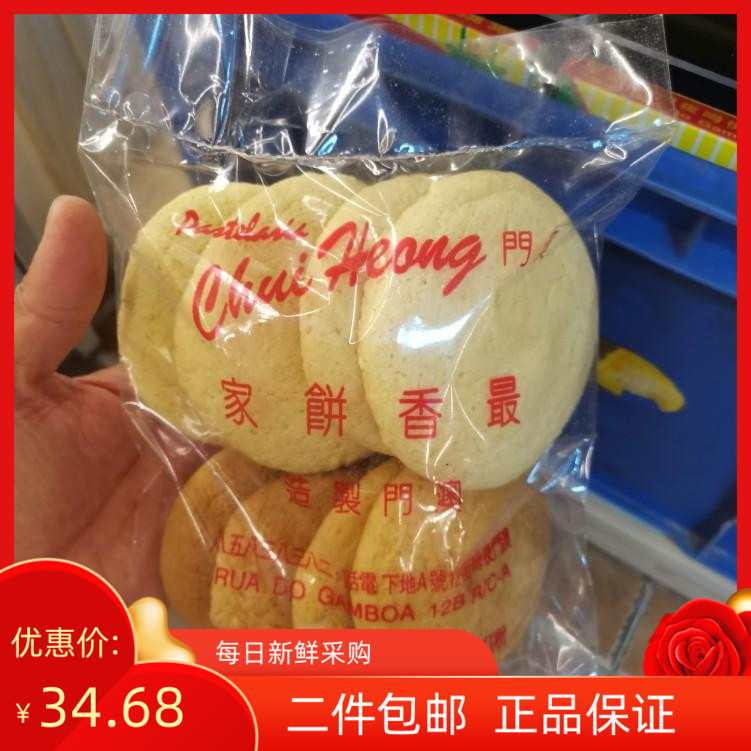 Pastelaria
Chui Heong 門
家餅香最
造製門澳
RUA DO GAMBOA 12B R/C-A
优惠价:
¥34.68
每日新鲜采购
二件包邮 正品保证